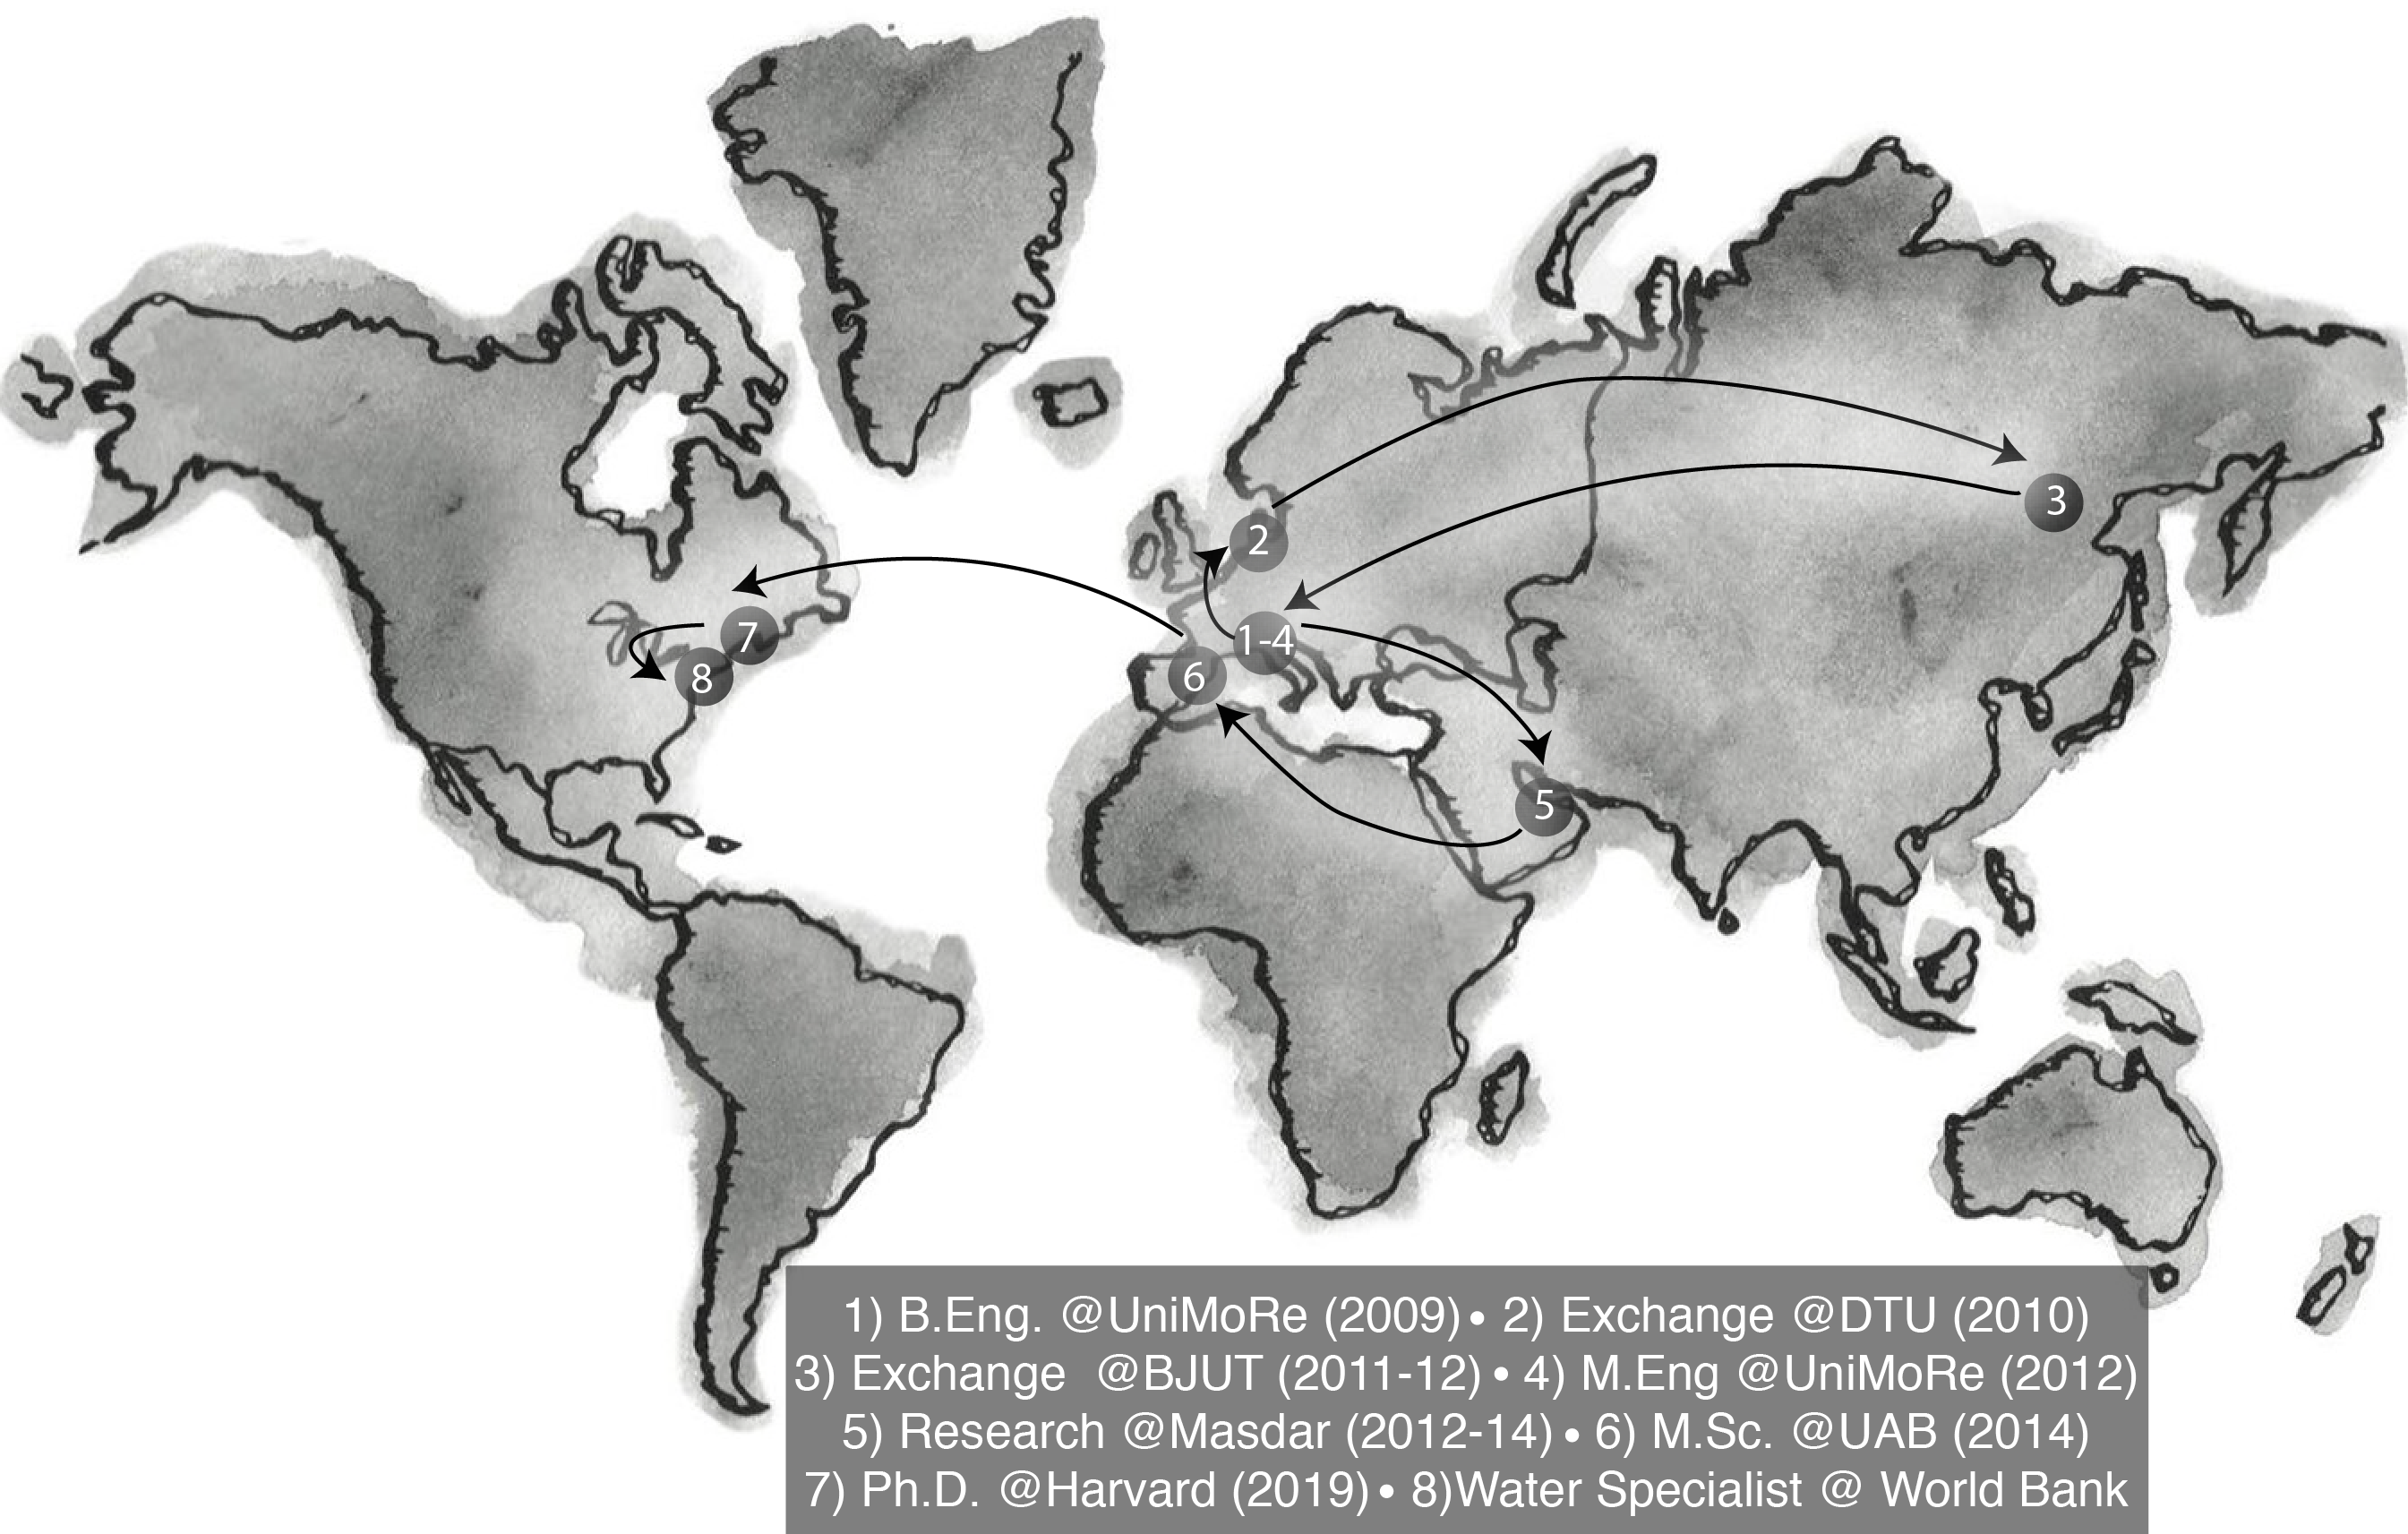 3
2
1-4
7
6
8
5
1) B.Eng. @UniMoRe (2009) • 2) Exchange @DTU (2010)
3) Exchange @BJUT (2011-12) • 4) M.Eng @UniMoRe (2012)
5) Research @Masdar (2012-14) • 6) M.Sc. @UAB (2014)
7) Ph.D. @Harvard (2019) • 8)Water Specialist @ World Bank